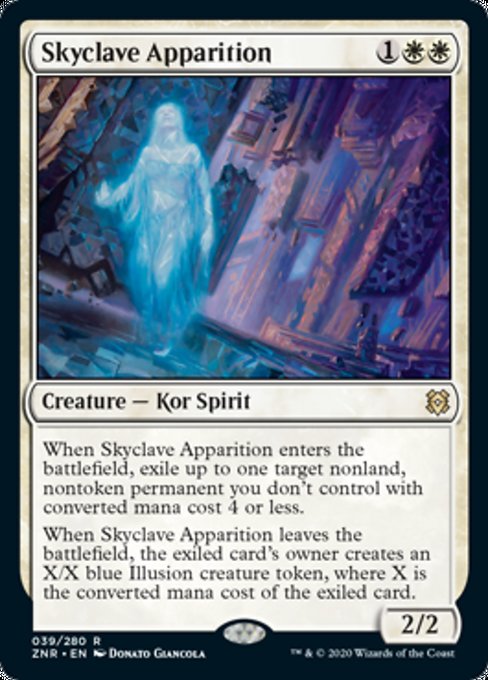 Skyclave Apparition 1
Creature — Kor Spirit
When Skyclave Apparition enters the
battlefield, exile up to one target nonland,
nontoken permanent you don't control with
converted mana cost 4 or less.
When Skyclave Apparition leaves the
battlefield, the exiled card's owner creates an
X/X blue Illusion creature token, where X is
the converted mana cost of the exiled card.
2/2
039/280 R
ZNR • EN Donato Giancola
™ & © 2020 Wizards of the Coast